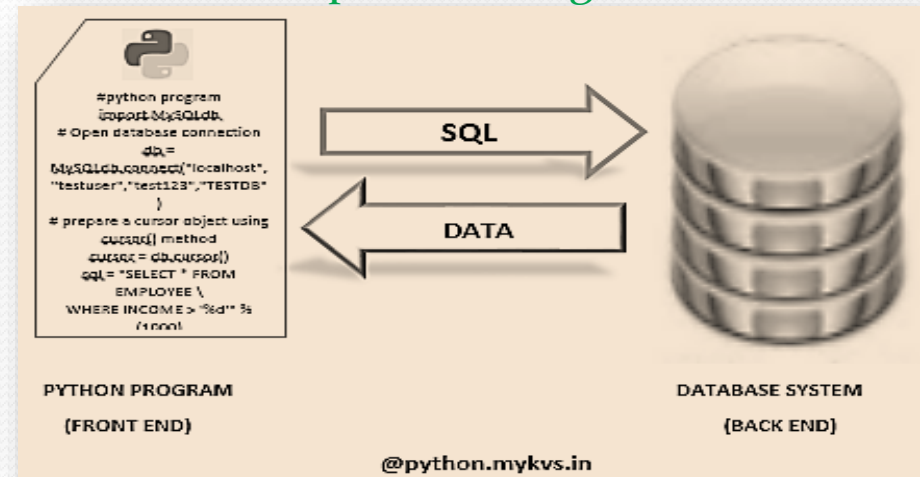 #python program
import MySQLdb
# Open database connection
db =
MySQLdb.connect("localhost",
"testuser","test123","TESTDB"
)
# prepare a cursor object using
cursor() method
cursor = db.cursor()
sql = "SELECT * FROM
EMPLOYEE \
WHERE INCOME > '%d'" %
(1000)
SQL
DATA
PYTHON PROGRAM
(FRONT END)
DATABASE SYSTEM
(BACK END)
@python.mykvs.in